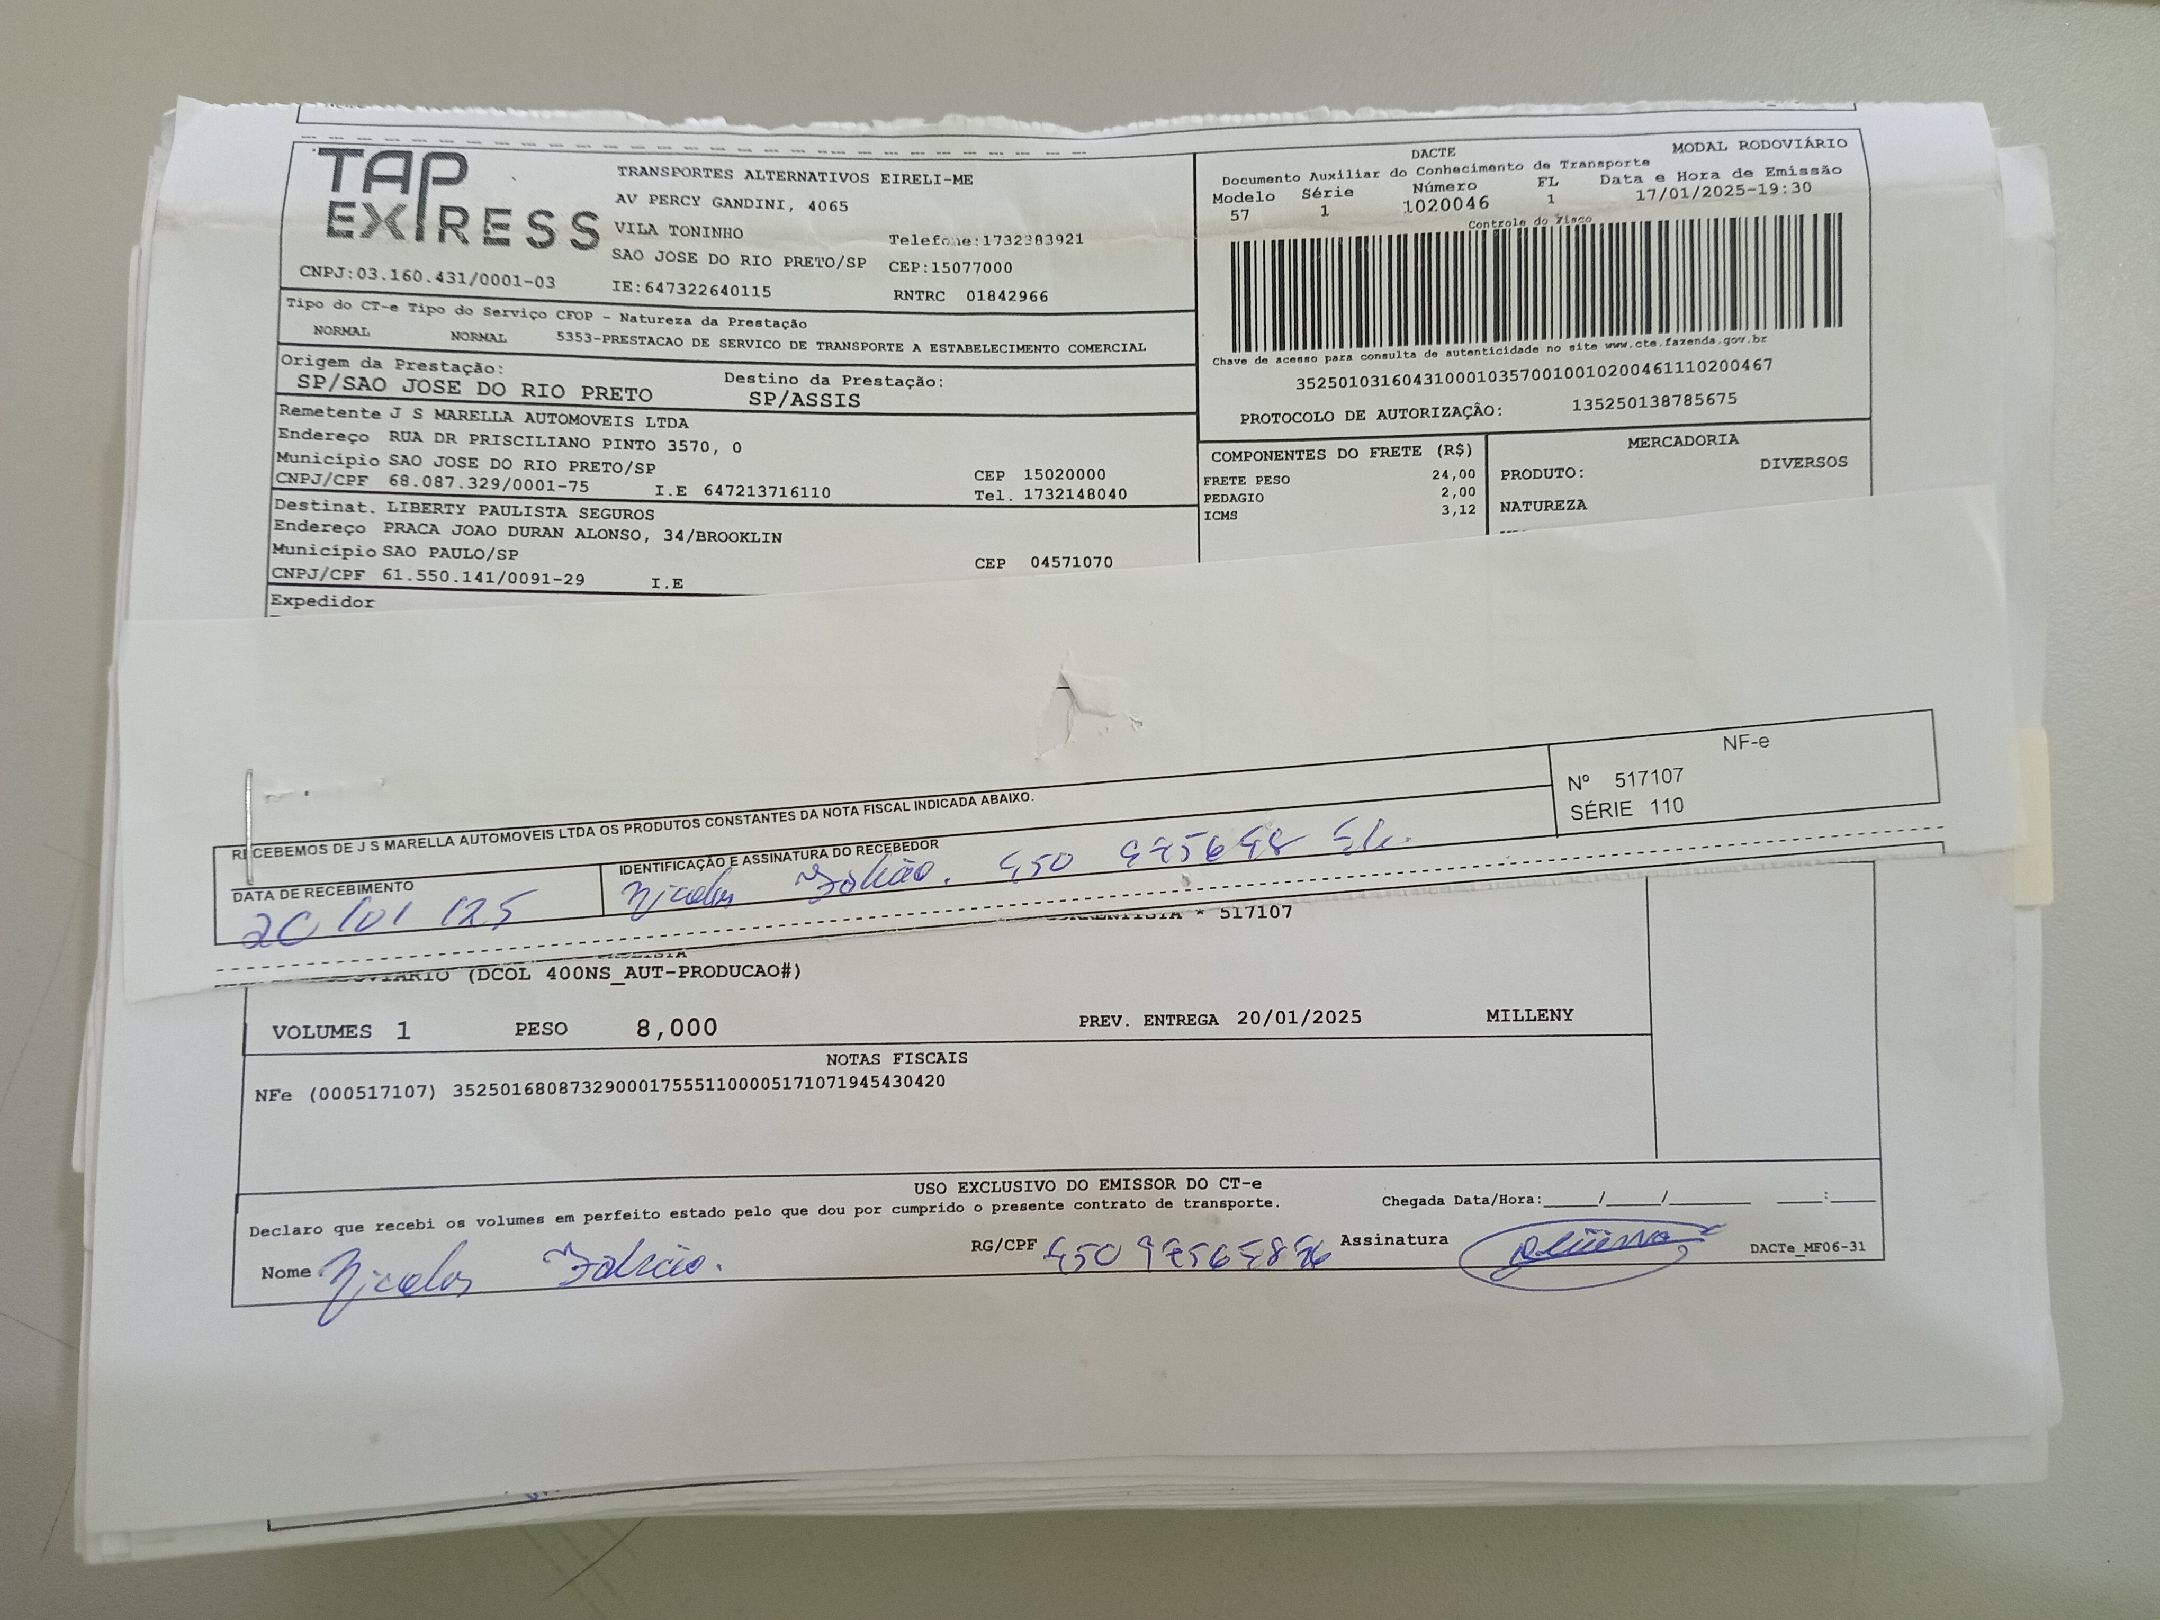 TAP EXPRESS
TRANSPORTES ALTERNATIVOS EIRELI-ME
AV PERCY GANDINI, 4065
VILA TONINHO Telefone:1732383921
SAO JOSE DO RIO PRETO/SP CEP:15077000
CNPJ:03.160.431/0001-03 IE:647322640115 RNTRC 01842966
DACTE MODAL RODOVIÁRIO
Documento Auxiliar do Conhecimento de Transporte
Modelo Série Número FL Data e Hora de Emissão
57 1 1020046 1 17/01/2025-19:30
Controle do Fisco
Chave de acesso para consulta de autenticidade no site www.cte.fazenda.gov.br
35250103160431000103570010010200461110200467
PROTOCOLO DE AUTORIZAÇÃO: 135250138785675
Tipo do CT-e Tipo do Serviço CFOP - Natureza da Prestação
NORMAL NORMAL 5353-PRESTACAO DE SERVICO DE TRANSPORTE A ESTABELECIMENTO COMERCIAL
Origem da Prestação: Destino da Prestação:
SP/SAO JOSE DO RIO PRETO SP/ASSIS
Remetente J S MARELLA AUTOMOVEIS LTDA
Endereço RUA DR PRISCILIANO PINTO 3570, 0
Município SAO JOSE DO RIO PRETO/SP CEP 15020000
CNPJ/CPF 68.087.329/0001-75 I.E 647213716110 Tel. 1732148040
Destinat. LIBERTY PAULISTA SEGUROS
Endereço PRACA JOAO DURAN ALONSO, 34/BROOKLIN
Município SAO PAULO/SP CEP 04571070
CNPJ/CPF 61.550.141/0091-29 I.E
Expedidor
COMPONENTES DO FRETE (R$)
FRETE PESO 24,00
PEDAGIO 2,00
ICMS 3,12
MERCADORIA
PRODUTO: DIVERSOS
NATUREZA
RECEBEMOS DE J S MARELLA AUTOMOVEIS LTDA OS PRODUTOS CONSTANTES DA NOTA FISCAL INDICADA ABAIXO.
NF-e
Nº 517107
SÉRIE 110
DATA DE RECEBIMENTO IDENTIFICAÇÃO E ASSINATURA DO RECEBEDOR
20/01/25 Nicolas
* 517107
(DCOL 400NS_AUT-PRODUCAO#)
VOLUMES 1 PESO 8,000 PREV. ENTREGA 20/01/2025 MILLENY
NOTAS FISCAIS
NFe (000517107) 35250168087329000175551100005171071945430420
USO EXCLUSIVO DO EMISSOR DO CT-e
Declaro que recebi os volumes em perfeito estado pelo que dou por cumprido o presente contrato de transporte. Chegada Data/Hora:____/____/______ ____:____
Nome Nicolas RG/CPF Assinatura DACTe_MF06-31